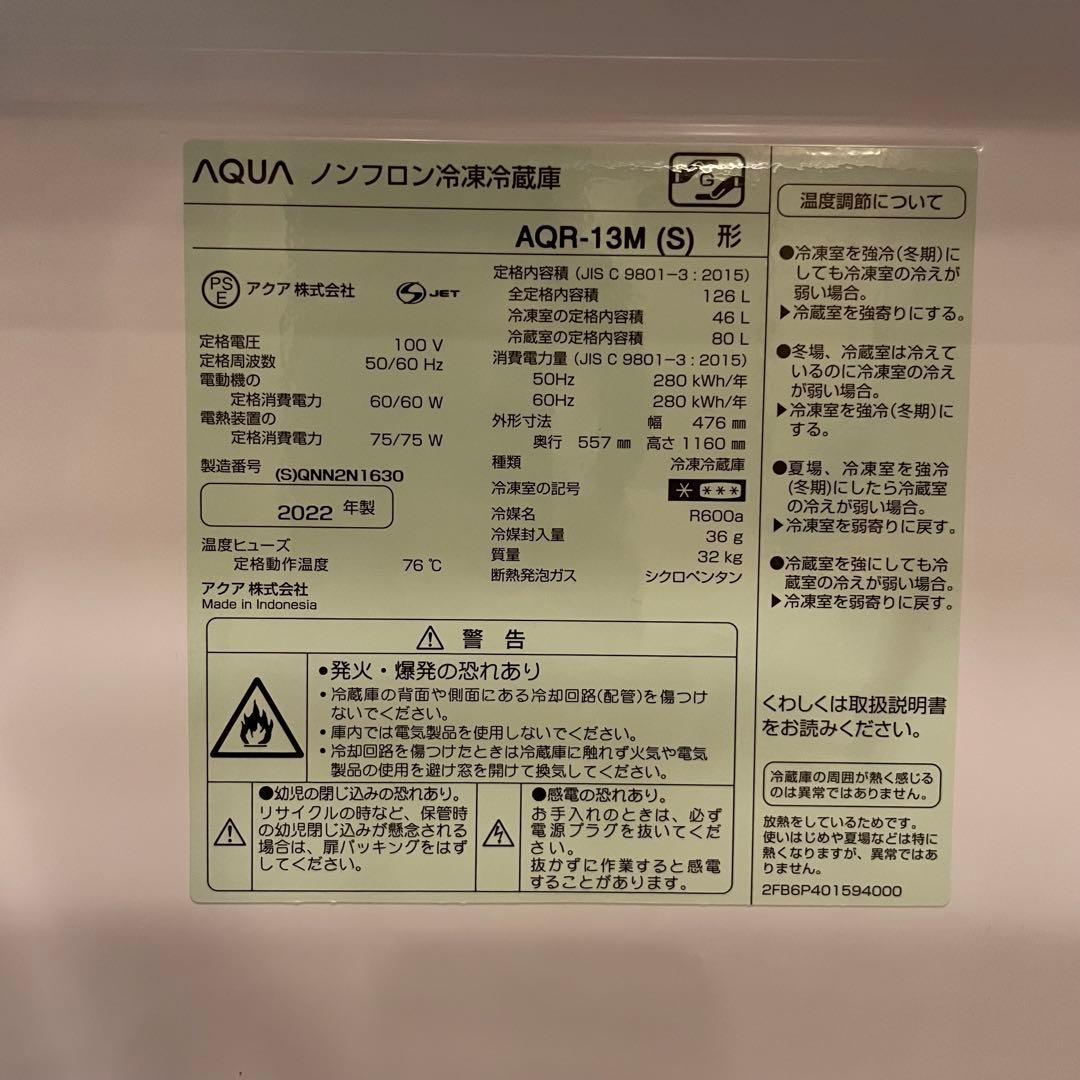 AQUA ノンフロン冷凍冷蔵庫
G
AQR-13M (S) 形
PS
E
アクア 株式会社
S JET
定格電圧 100 V
定格周波数 50/60 Hz
電動機の
定格消費電力 60/60 W
電熱装置の
定格消費電力 75/75 W
製造番号 (S)QNN2N1630
2022 年製
温度ヒューズ
定格動作温度 76 ℃
アクア 株式会社
Made in Indonesia
定格内容積 (JIS C 9801-3 : 2015)
全定格内容積 126 L
冷凍室の定格内容積 46 L
冷蔵室の定格内容積 80 L
消費電力量 (JIS C 9801-3 : 2015)
50Hz 280 kWh/年
60Hz 280 kWh/年
外形寸法 幅 476 ㎜
奥行 557 ㎜ 高さ 1160 ㎜
種類 冷凍冷蔵庫
冷凍室の記号 * ***
冷媒名 R600a
冷媒封入量 36 g
質量 32 kg
断熱発泡ガス シクロペンタン
⚠ 警 告
●発火・爆発の恐れあり
・冷蔵庫の背面や側面にある冷却回路(配管)を傷つけ
ないでください。
・庫内では電気製品を使用しないでください。
・冷却回路を傷つけたときは冷蔵庫に触れず火気や電気
製品の使用を避け窓を開けて換気してください。
●幼児の閉じ込みの恐れあり。
リサイクルの時など、保管時
の幼児閉じ込みが懸念される
場合は、扉パッキングをはず
してください。
●感電の恐れあり。
お手入れのときは、必ず
電源プラグを抜いてくだ
さい。
抜かずに作業すると感電
することがあります。
温度調節について
●冷凍室を強冷(冬期)に
しても冷凍室の冷えが
弱い場合。
▶冷蔵室を強寄りにする。
●冬場、冷蔵室は冷えて
いるのに冷凍室の冷え
が弱い場合。
▶冷凍室を強冷(冬期)に
する。
●夏場、冷凍室を強冷
(冬期)にしたら冷蔵室
の冷えが弱い場合。
▶冷凍室を弱寄りに戻す。
●冷蔵室を強にしても冷
蔵室の冷えが弱い場合。
▶冷凍室を弱寄りに戻す。
くわしくは取扱説明書
をお読みください。
冷蔵庫の周囲が熱く感じる
のは異常ではありません。
放熱をしているためです。
使いはじめや夏場などは特に
熱くなりますが、異常ではあ
りません。
2FB6P401594000